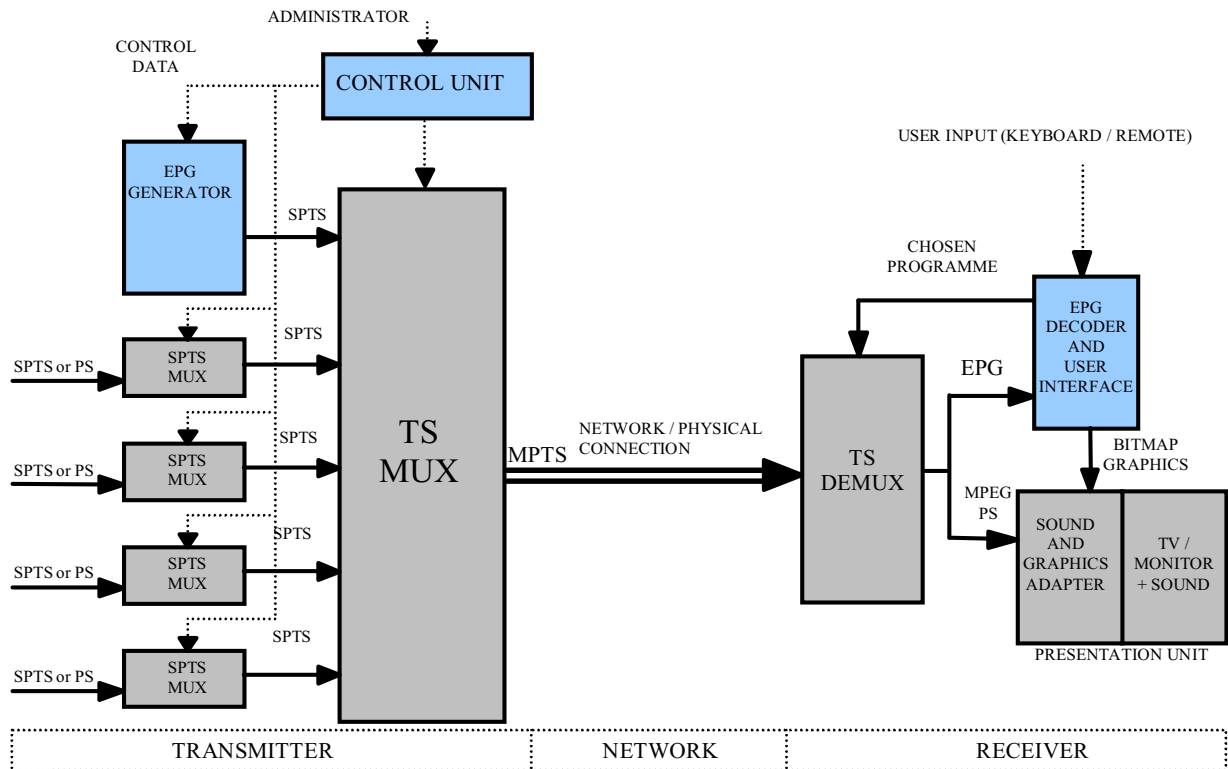 ADMINISTRATOR
CONTROL
DATA
CONTROL UNIT
USER INPUT (KEYBOARD / REMOTE)
EPG
GENERATOR
SPTS
CHOSEN
PROGRAMME
EPG
DECODER
AND
USER
INTERFACE
SPTS
SPTS or PS
SPTS
MUX
EPG
TS
MUX
SPTS
SPTS or PS
SPTS
MUX
MPTS
NETWORK / PHYSICAL
CONNECTION
TS
DEMUX
BITMAP
GRAPHICS
MPEG
PS
SPTS
SPTS or PS
SPTS
MUX
SOUND
AND
GRAPHICS
ADAPTER
TV /
MONITOR
+ SOUND
SPTS
SPTS or PS
SPTS
MUX
PRESENTATION UNIT
TRANSMITTER
NETWORK
RECEIVER